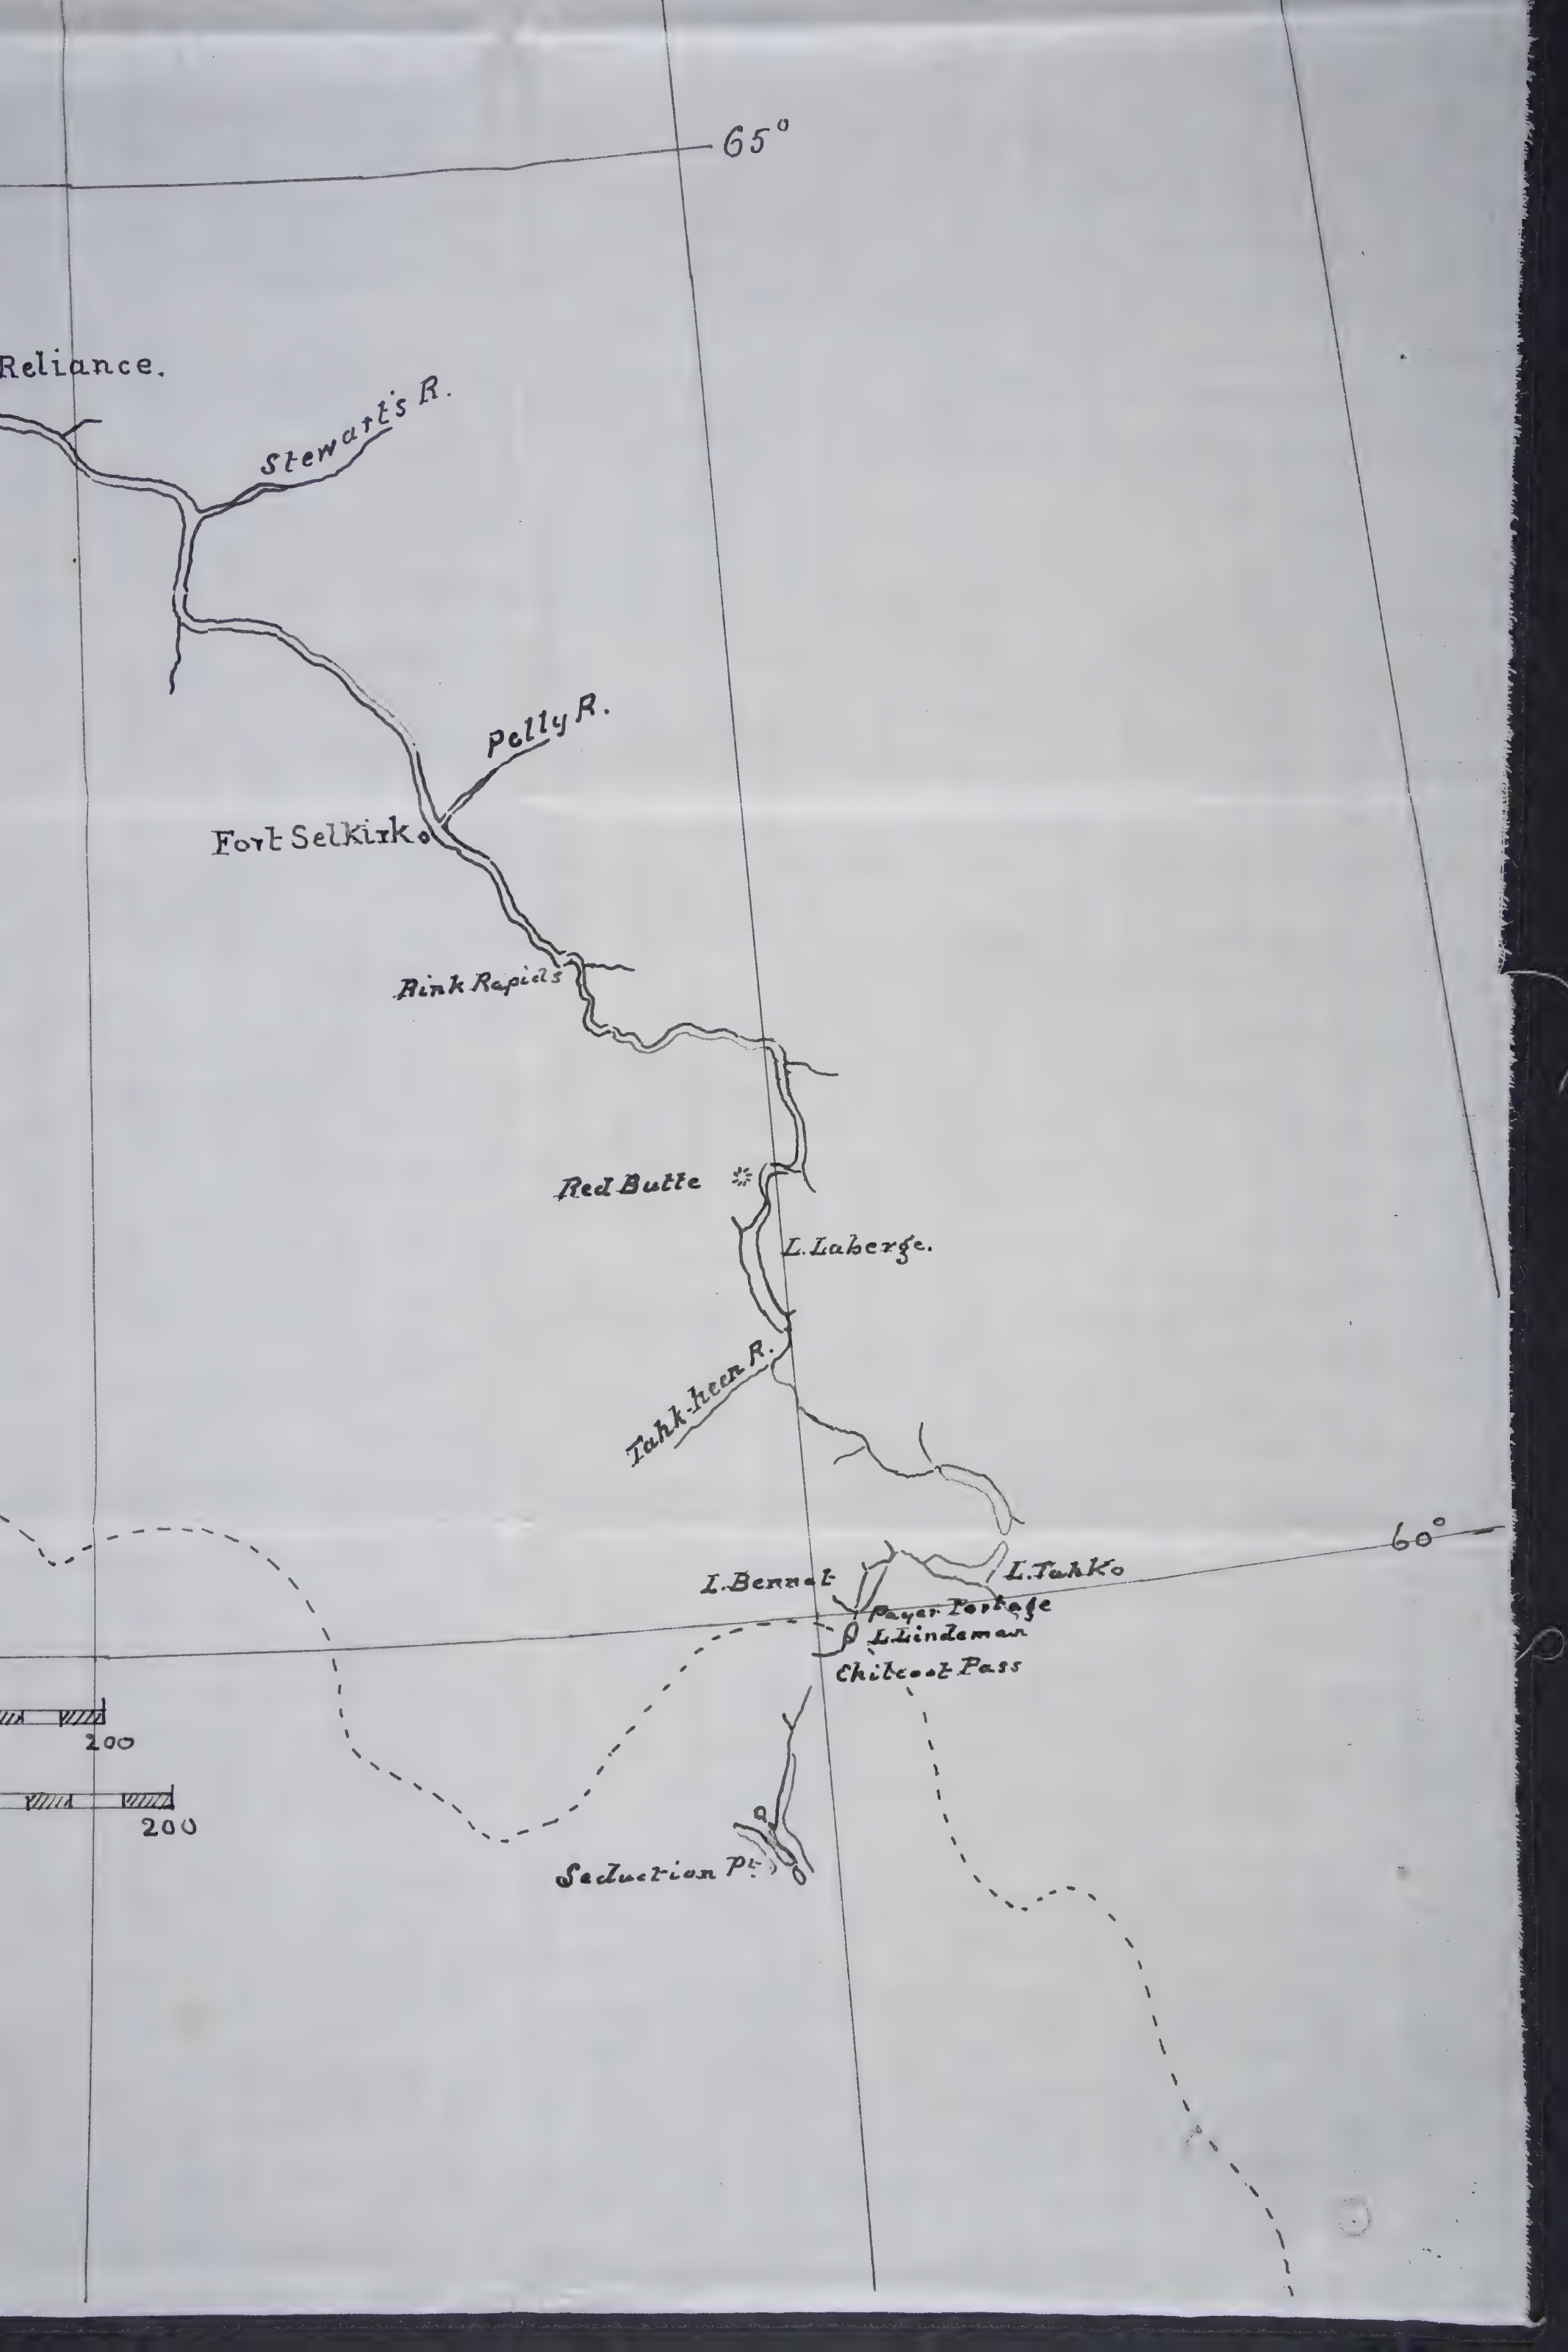 65°
Reliance.
Stewart's R.
Pelly R.
Fort Selkirk
Rink Rapids
Red Butte
L. Laberge.
Tahk-heen R.
60°
L. Bennet
L. Tahko
Payer Portage
L. Lindeman
Chilcoot Pass
200
200
Seduction Pt.